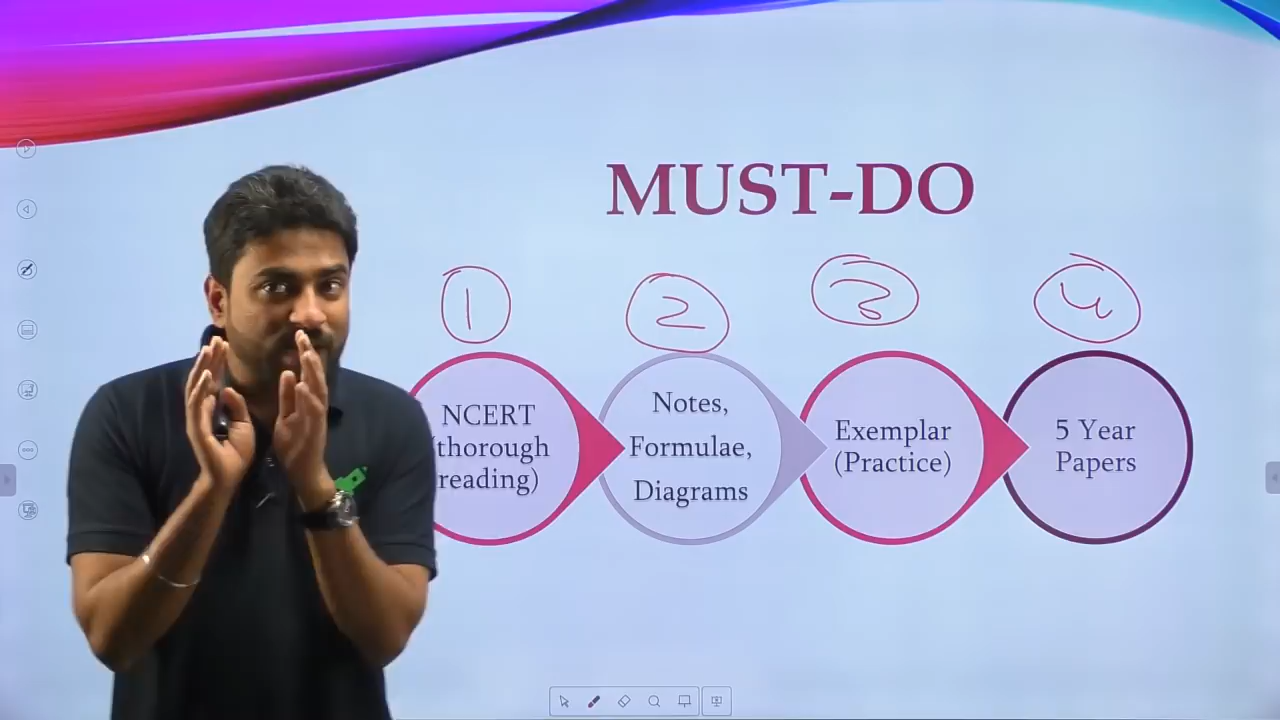 MUST-DO
1
2
3
4
NCERT
(thorough
reading)
Notes,
Formulae,
Diagrams
Exemplar
(Practice)
5 Year
Papers